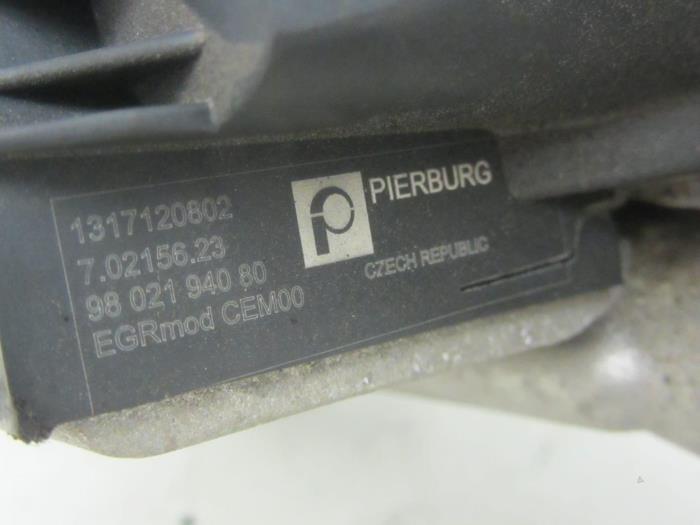 1317120802
7.02156.23
98 021 940 80
EGRmod CEM00
PIERBURG
CZECH REPUBLIC